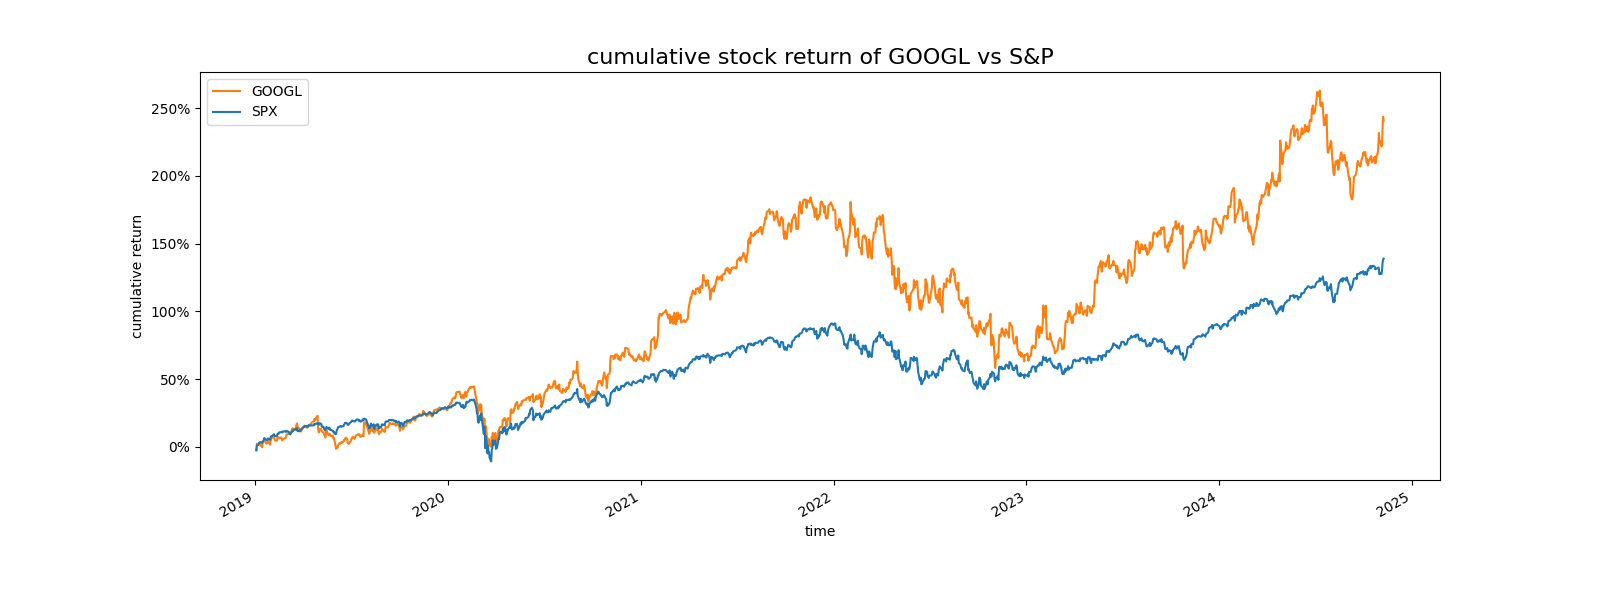 cumulative stock return of GOOGL vs S&P
GOOGL
SPX
250%
200%
150%
100%
50%
0%
cumulative return
2019
2020
2021
2022
2023
2024
2025
time